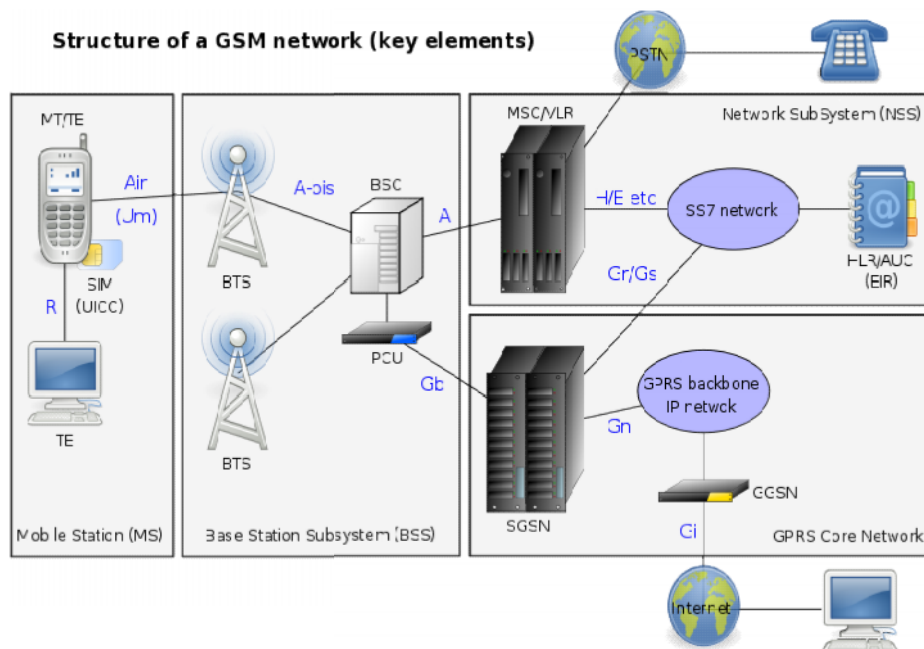 Structure of a GSM network (key elements)
PSTN
MT/TE
MSC/VLR
Network SubSystem (NSS)
Air
(Um)
A-bis
BSC
A
H/E etc
SS7 network
HLR/AUC
(EIR)
SIM
(UICC)
R
BTS
Gr/Gs
PCU
Gb
GPRS backbone
IP netwck
Gn
TE
BTS
SGSN
GGSN
Gi
Mobile Station (MS)
Base Station Subsystem (BSS)
GPRS Core Network
Internet